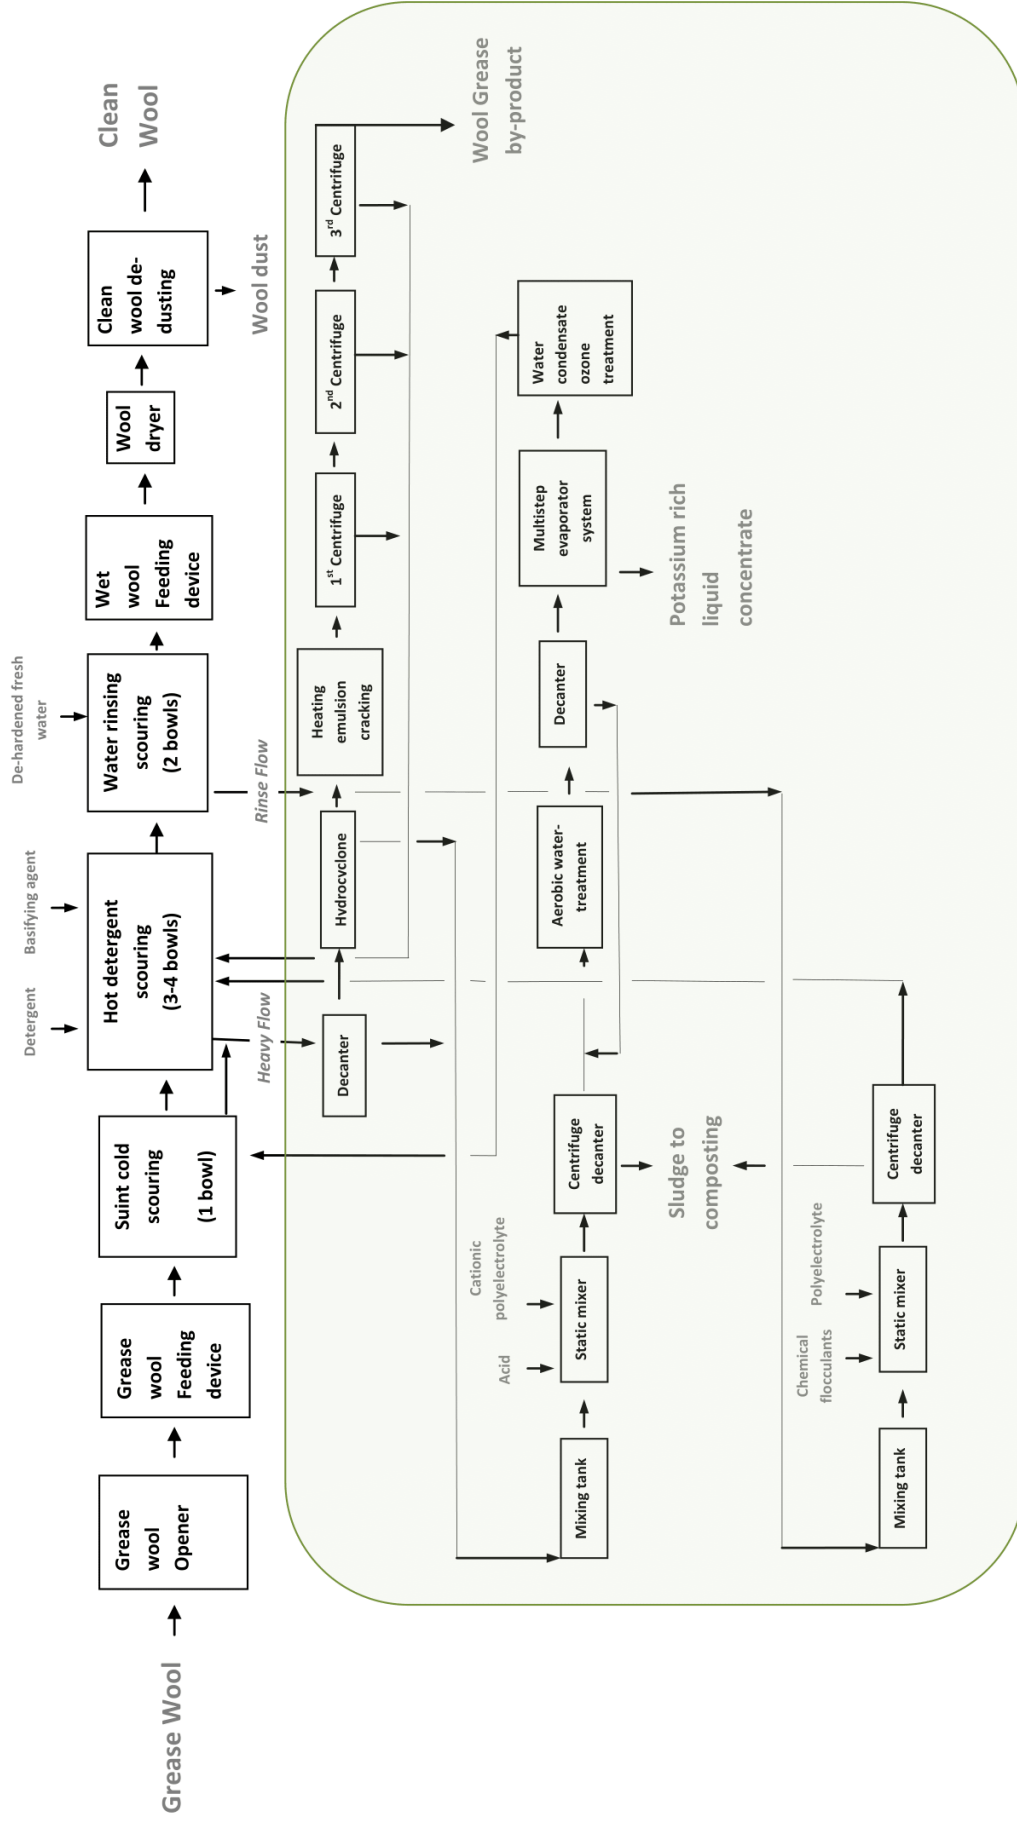 Grease Wool
Grease
wool
Opener
Grease
wool
Feeding
device
Suint cold
scouring
(1 bowl)
Detergent
Basifying agent
Hot detergent
scouring
(3-4 bowls)
De-hardened fresh
water
Water rinsing
scouring
(2 bowls)
Wet
wool
Feeding
device
Wool
dryer
Clean
wool de-
dusting
Clean
Wool
Wool dust
Heavy Flow
Rinse Flow
Decanter
Hydrocyclone
Heating
emulsion
cracking
1st Centrifuge
2nd Centrifuge
3rd Centrifuge
Wool Grease
by-product
Mixing tank
Acid
Cationic
polyelectrolyte
Static mixer
Centrifuge
decanter
Aerobic water-
treatment
Decanter
Multistep
evaporator
system
Water
condensate
ozone
treatment
Sludge to
composting
Potassium rich
liquid
concentrate
Mixing tank
Chemical
flocculants
Polyelectrolyte
Static mixer
Centrifuge
decanter